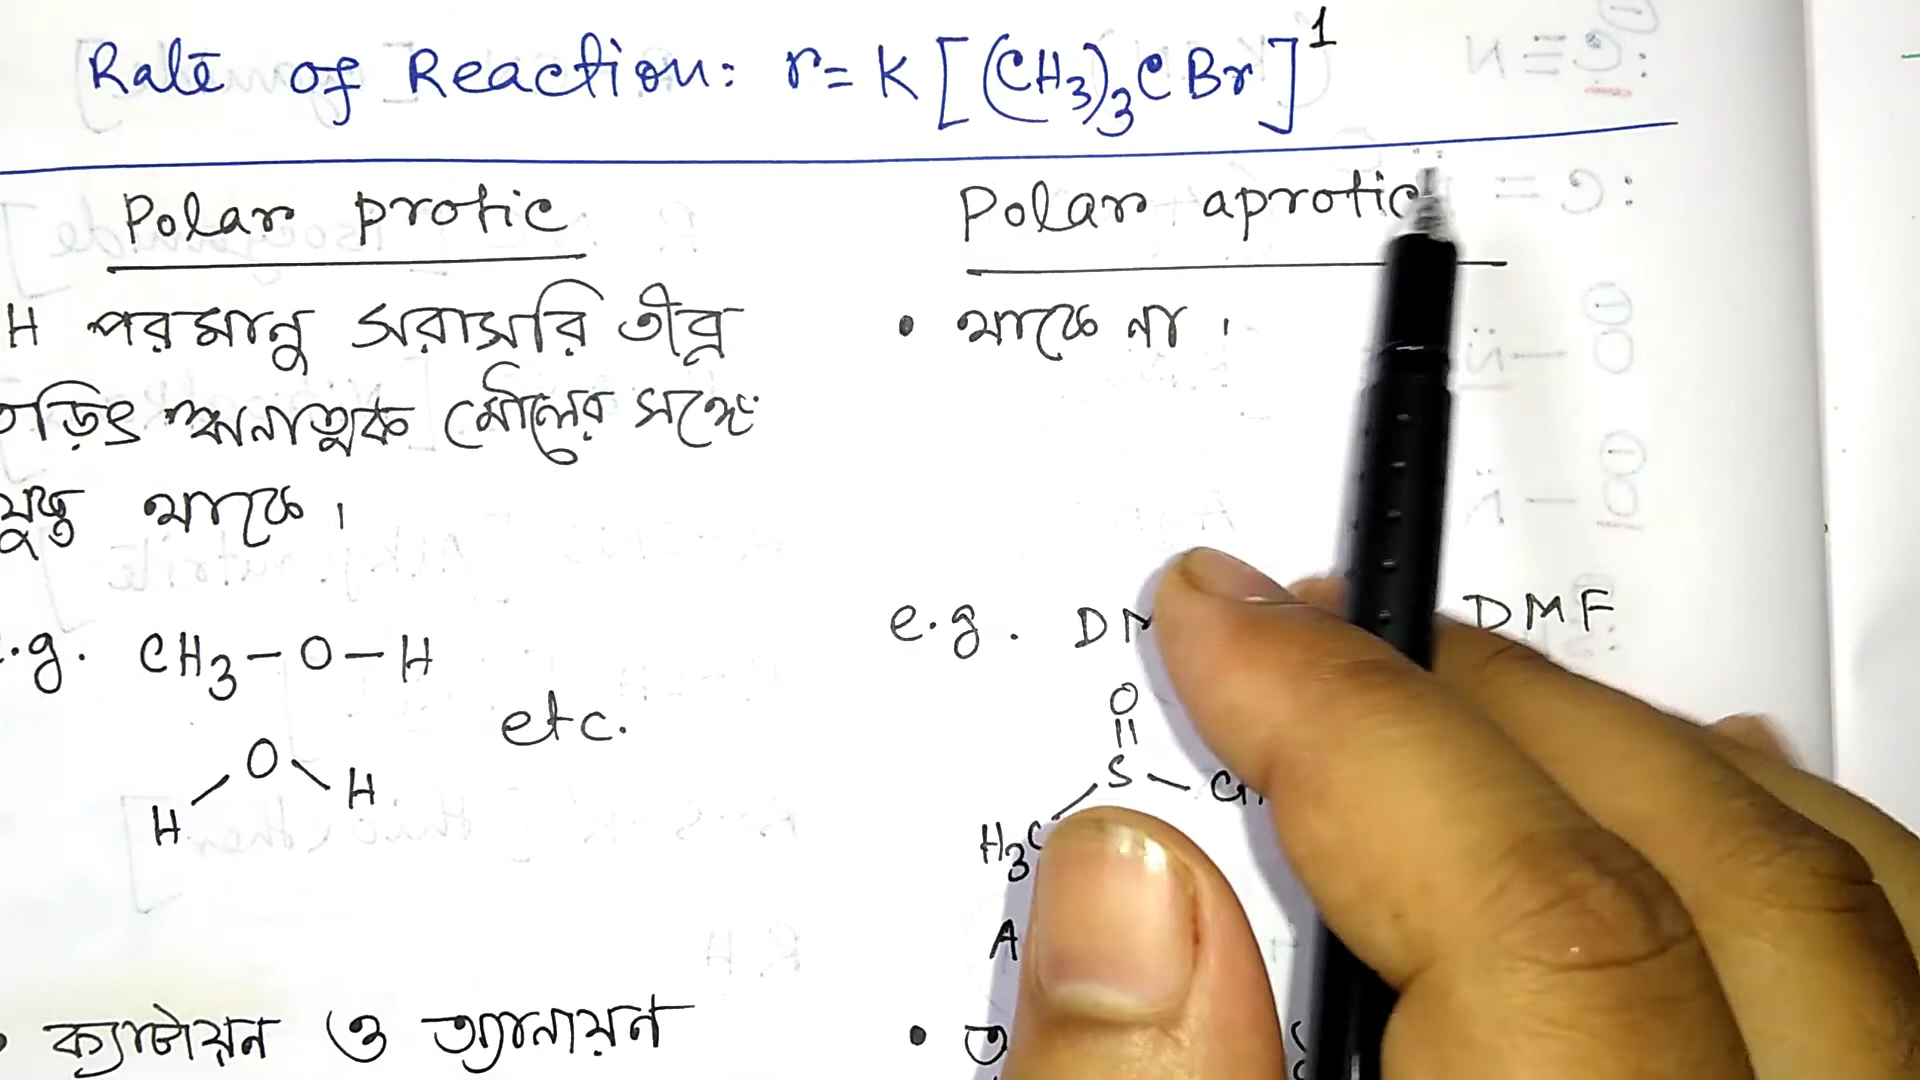 Rate of Reaction: r = K [(CH3)3CBr]^1
Polar protic
H পরমানু সরাসরি তীব্র
তড়িৎ ঋনাত্মক মৌলের সঙ্গে
যুক্ত থাকে।
e.g. CH3-O-H
etc.
O
H H
Polar aprotic
• থাকে না।
e.g. DM DMF
O
S
H3C
A
• ক্যাটায়ন ও অ্যানায়ন